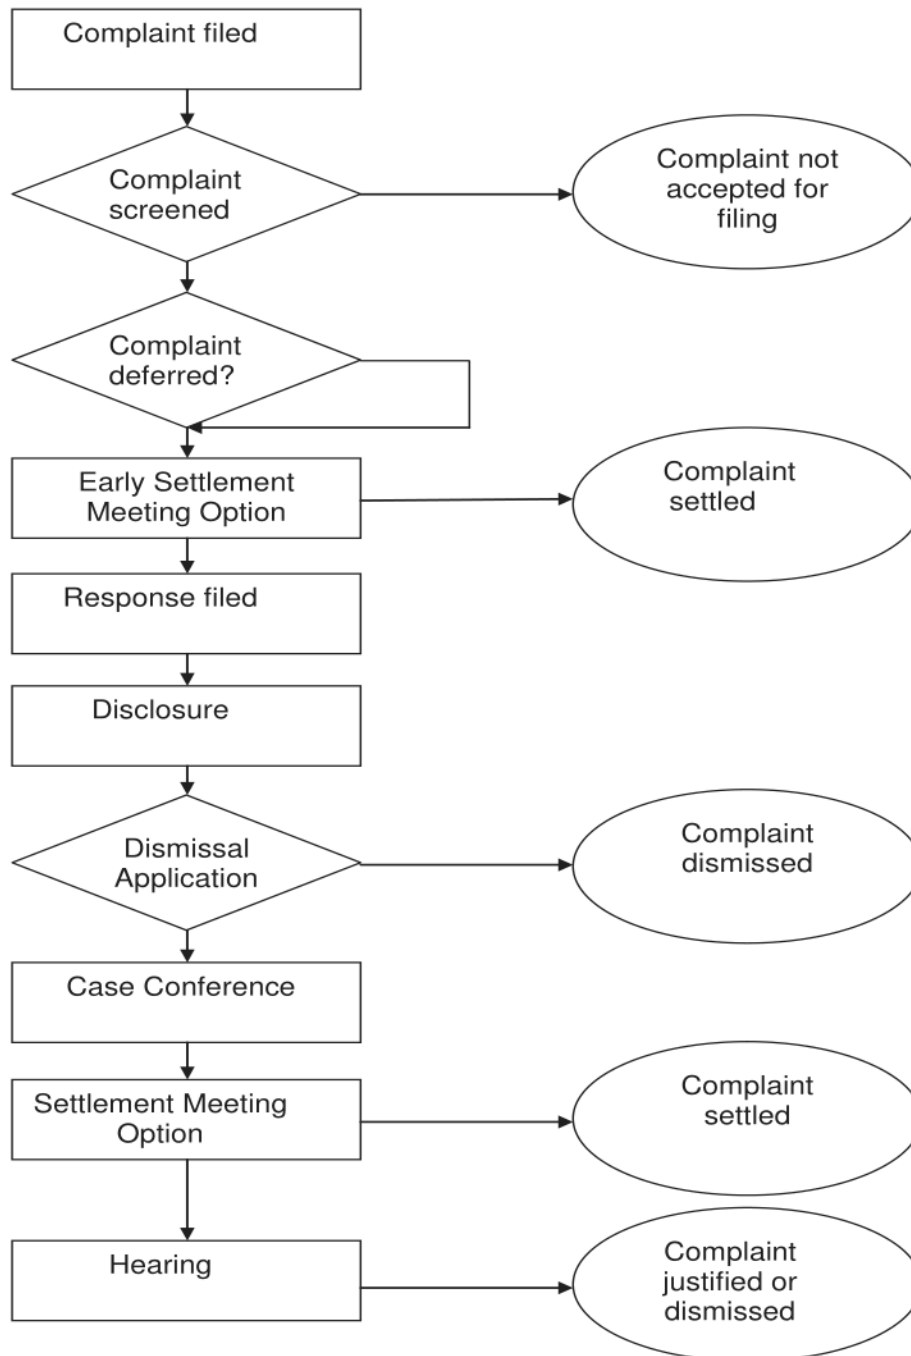 Complaint filed
Complaint
screened
Complaint not
accepted for
filing
Complaint
deferred?
Early Settlement
Meeting Option
Complaint
settled
Response filed
Disclosure
Dismissal
Application
Complaint
dismissed
Case Conference
Settlement Meeting
Option
Complaint
settled
Hearing
Complaint
justified or
dismissed